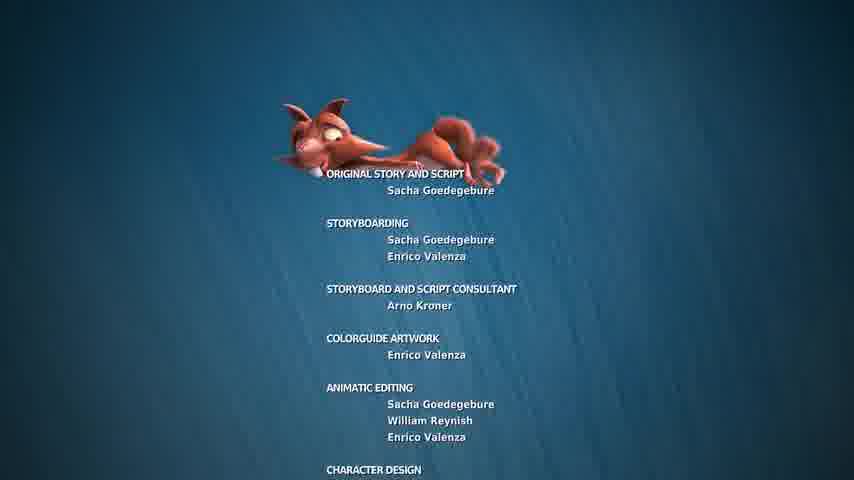 ORIGINAL STORY AND SCRIPT
Sacha Goedegebure
STORYBOARDING
Sacha Goedegebure
Enrico Valenza
STORYBOARD AND SCRIPT CONSULTANT
Arno Kroner
COLORGUIDE ARTWORK
Enrico Valenza
ANIMATIC EDITING
Sacha Goedegebure
William Reynish
Enrico Valenza
CHARACTER DESIGN